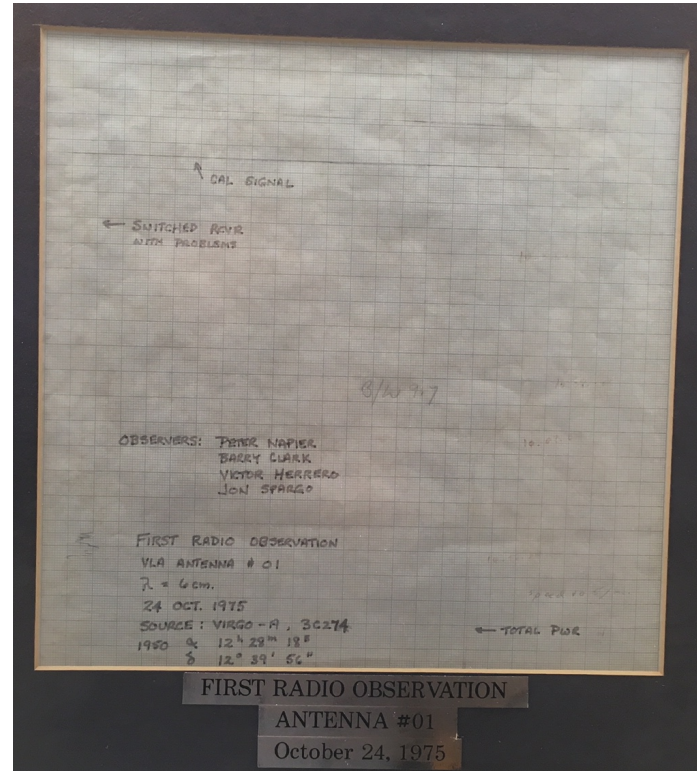 CAL SIGNAL
← SWITCHED RCVR
WITH PROBLEMS
OBSERVERS: PETER NAPIER
BARRY CLARK
VICTOR HERRERO
JON SPARGO
FIRST RADIO OBSERVATION
VLA ANTENNA # 01
λ = 6 cm.
24 OCT. 1975
SOURCE: VIRGO-A, 3C274
← TOTAL PWR
1950 α 12ʰ 28ᵐ 18ˢ
δ 12° 39' 56"
FIRST RADIO OBSERVATION
ANTENNA #01
October 24, 1975